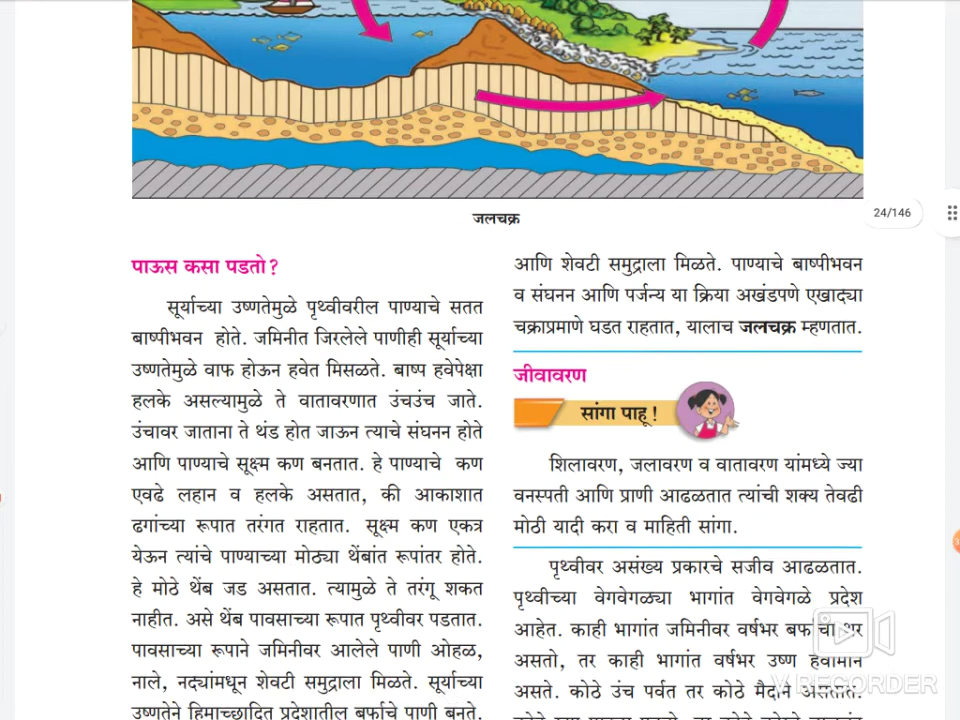 जलचक्र
24/146
पाऊस कसा पडतो?
सूर्याच्या उष्णतेमुळे पृथ्वीवरील पाण्याचे सतत
बाष्पीभवन होते. जमिनीत जिरलेले पाणीही सूर्याच्या
उष्णतेमुळे वाफ होऊन हवेत मिसळते. बाष्प हवेपेक्षा
हलके असल्यामुळे ते वातावरणात उंचउंच जाते.
उंचावर जाताना ते थंड होत जाऊन त्याचे संघनन होते
आणि पाण्याचे सूक्ष्म कण बनतात. हे पाण्याचे कण
एवढे लहान व हलके असतात, की आकाशात
ढगांच्या रूपात तरंगत राहतात. सूक्ष्म कण एकत्र
येऊन त्यांचे पाण्याच्या मोठ्या थेंबांत रूपांतर होते.
हे मोठे थेंब जड असतात. त्यामुळे ते तरंगू शकत
नाहीत. असे थेंब पावसाच्या रूपात पृथ्वीवर पडतात.
पावसाच्या रूपाने जमिनीवर आलेले पाणी ओहळ,
नाले, नद्यांमधून शेवटी समुद्राला मिळते. सूर्याच्या
उष्णतेने हिमाच्छादित प्रदेशातील बर्फाचे पाणी बनते.
आणि शेवटी समुद्राला मिळते. पाण्याचे बाष्पीभवन
व संघनन आणि पर्जन्य या क्रिया अखंडपणे एखाद्या
चक्राप्रमाणे घडत राहतात, यालाच जलचक्र म्हणतात.
जीवावरण
सांगा पाहू!
शिलावरण, जलावरण व वातावरण यांमध्ये ज्या
वनस्पती आणि प्राणी आढळतात त्यांची शक्य तेवढी
मोठी यादी करा व माहिती सांगा.
पृथ्वीवर असंख्य प्रकारचे सजीव आढळतात.
पृथ्वीच्या वेगवेगळ्या भागांत वेगवेगळे प्रदेश
आहेत. काही भागांत जमिनीवर वर्षभर बर्फाचा थर
असतो, तर काही भागांत वर्षभर उष्ण हवामान
असते. कोठे उंच पर्वत तर कोठे मैदाने असतात.
V RECORDER